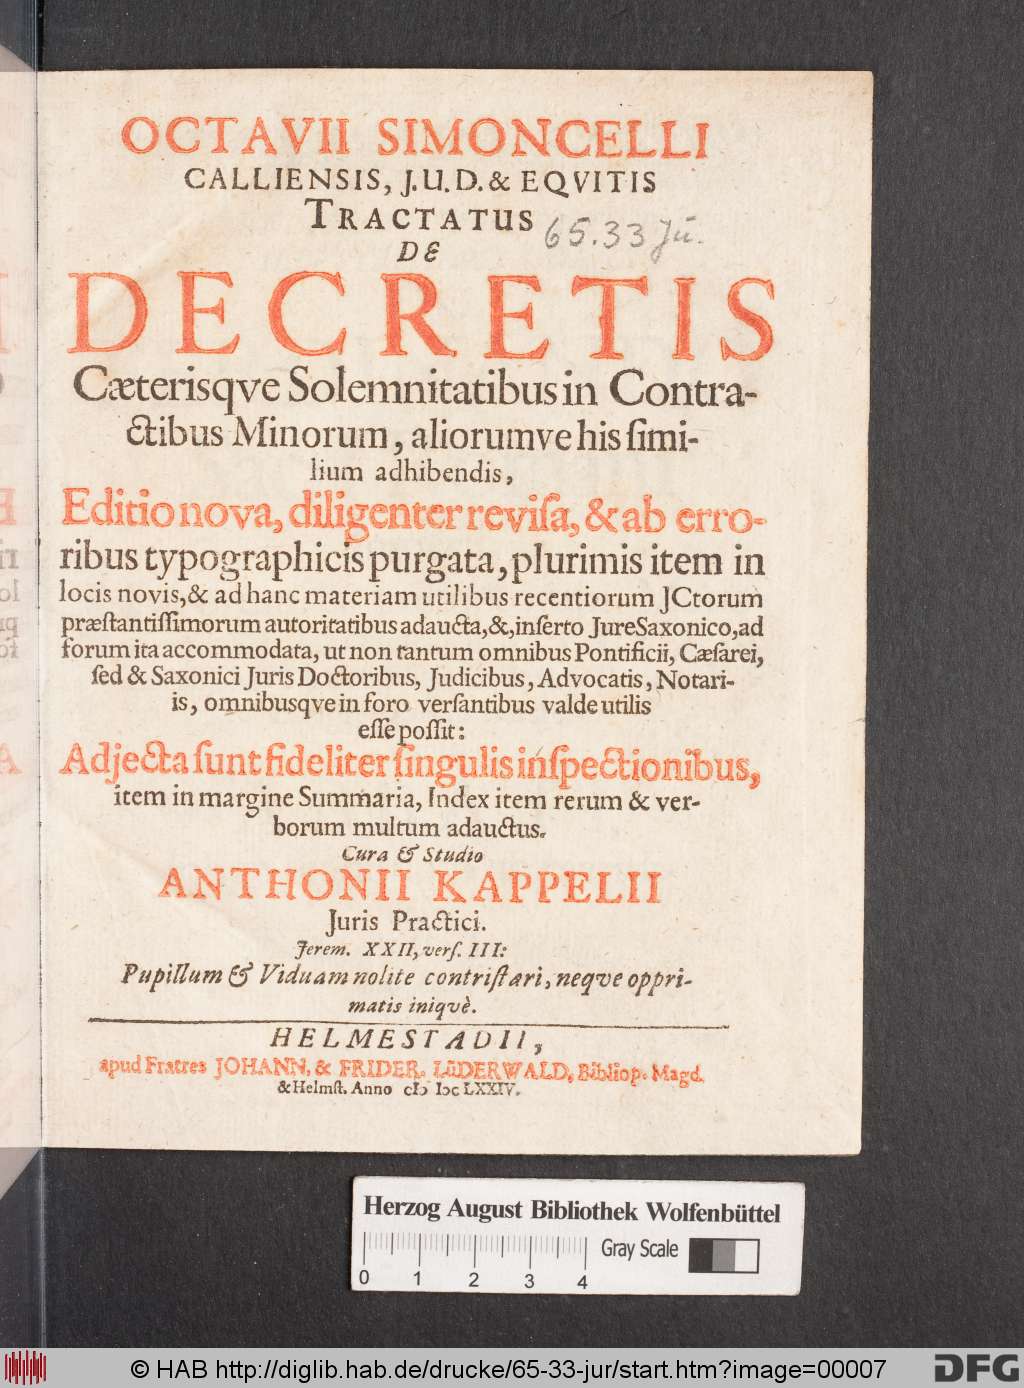 OCTAVII SIMONCELLI
CALLIENSIS, J.U.D. & EQVITIS
TRACTATUS
65.33 Ju.
DE
DECRETIS
Cæterisqve Solemnitatibus in Contra-
ctibus Minorum, aliorumve his ſimi-
lium adhibendis,
Editio nova, diligenter reviſa, & ab erro-
ribus typographicis purgata, plurimis item in
locis novis, & ad hanc materiam utilibus recentiorum JCtorum
præſtantiſſimorum autoritatibus adaucta, &, inſerto Jure Saxonico, ad
forum ita accommodata, ut non tantum omnibus Pontificii, Cæſarei,
ſed & Saxonici Juris Doctoribus, Judicibus, Advocatis, Notari-
is, omnibusqve in foro verſantibus valde utilis
eſſe poſſit:
Adjecta ſunt fideliter ſingulis inſpectionibus,
item in margine Summaria, Index item rerum & ver-
borum multum adauctus.
Cura & Studio
ANTHONII KAPPELII
Juris Practici.
Jerem. XXII, verſ. III:
Pupillum & Viduam nolite contriſtari, neqve oppri-
matis iniqvè.
HELMESTADII,
apud Fratres JOHANN. & FRIDER. LüDERWALD, Bibliop. Magd.
& Helmſt. Anno cIↃ IↃc LXXIV.
Herzog August Bibliothek Wolfenbüttel
Gray Scale
0 1 2 3 4
© HAB http://diglib.hab.de/drucke/65-33-jur/start.htm?image=00007
DFG